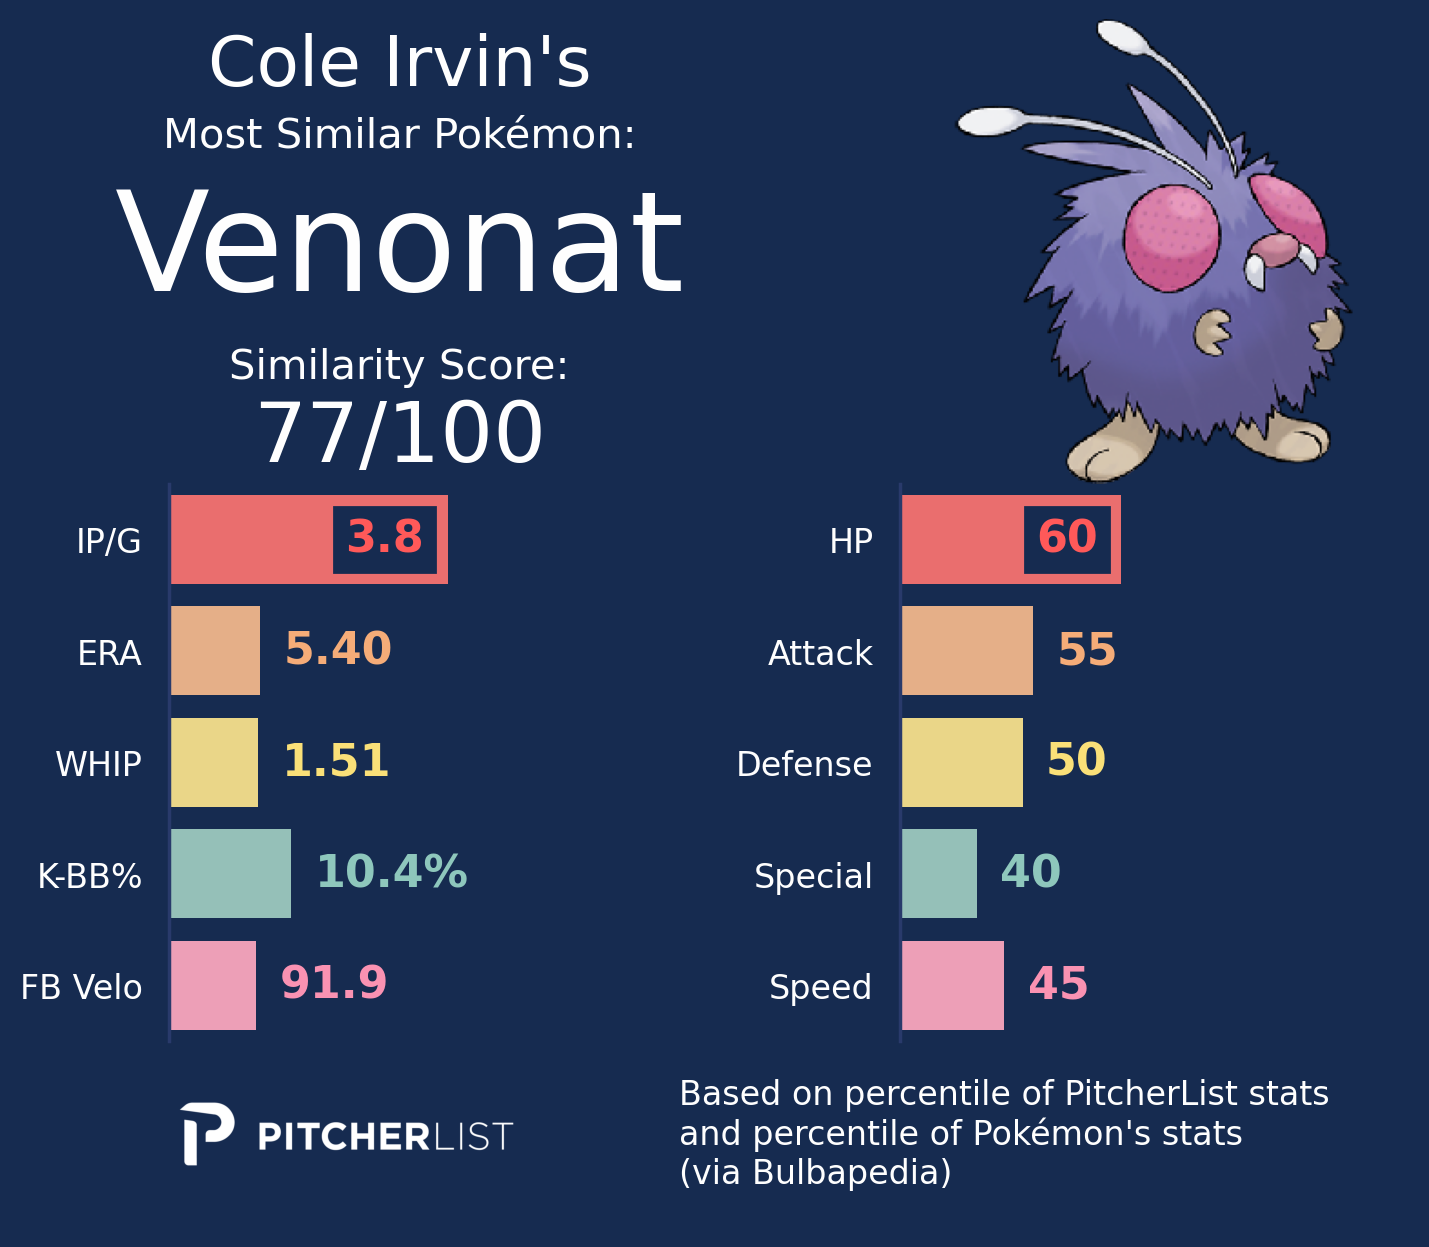 Cole Irvin's
Most Similar Pokémon:
Venonat
Similarity Score:
77/100
IP/G 3.8
ERA 5.40
WHIP 1.51
K-BB% 10.4%
FB Velo 91.9
HP 60
Attack 55
Defense 50
Special 40
Speed 45
PITCHERLIST
Based on percentile of PitcherList stats
and percentile of Pokémon's stats
(via Bulbapedia)